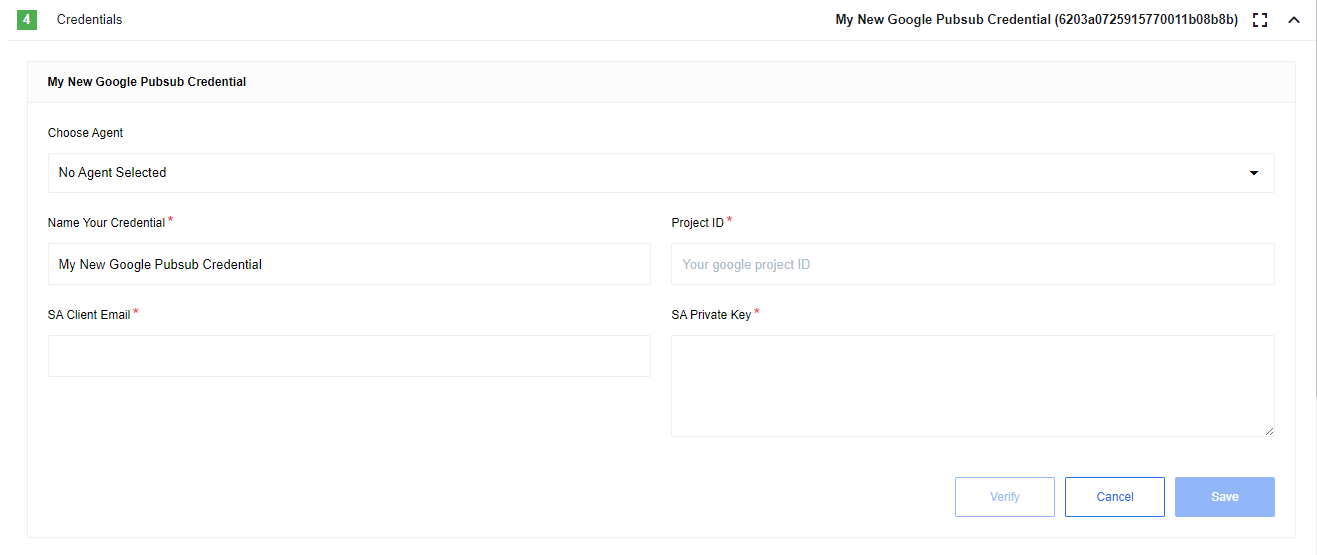 4 Credentials My New Google Pubsub Credential (6203a0725915770011b08b8b)
My New Google Pubsub Credential
Choose Agent
No Agent Selected
Name Your Credential * Project ID *
My New Google Pubsub Credential Your google project ID
SA Client Email * SA Private Key *
Verify Cancel Save